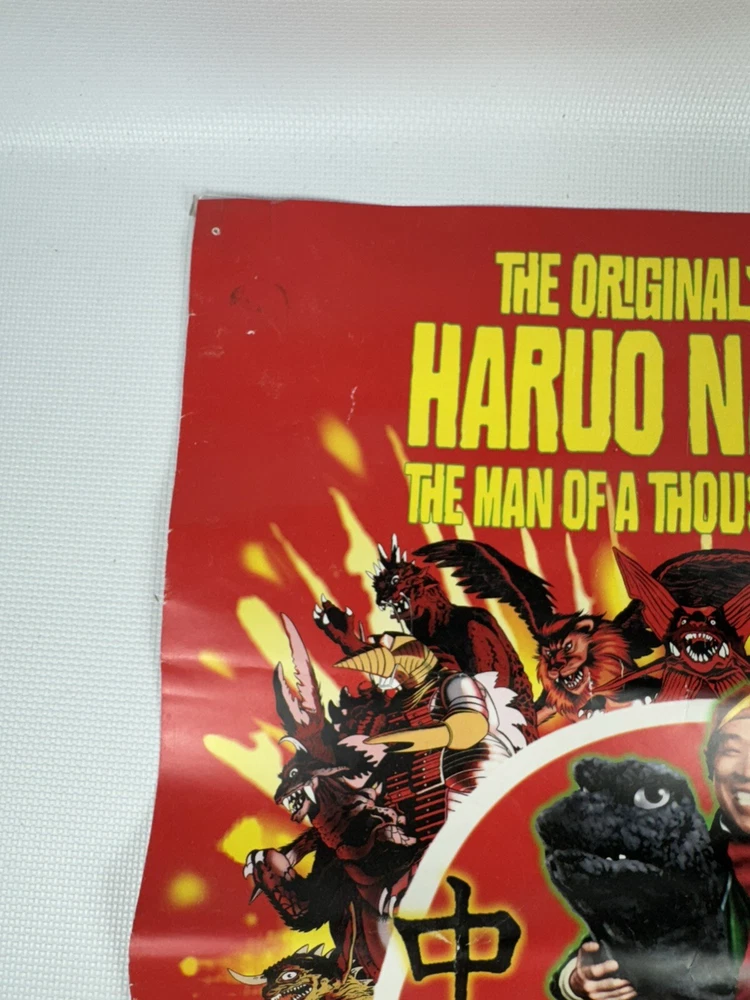 THE ORIGINAL
HARUO N
THE MAN OF A THOUS
中